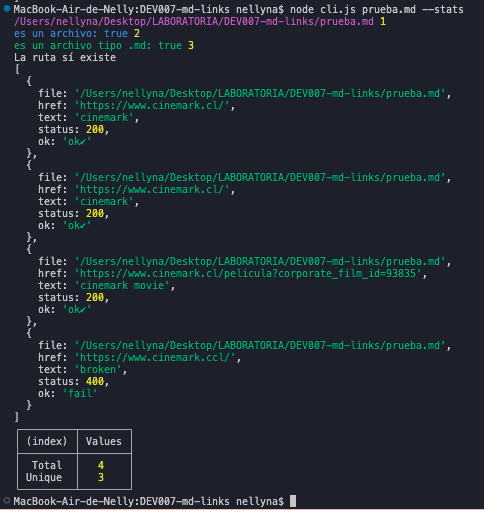 MacBook-Air-de-Nelly:DEV007-md-links nellyna$ node cli.js prueba.md --stats
/Users/nellyna/Desktop/LABORATORIA/DEV007-md-links/prueba.md 1
es un archivo: true 2
es un archivo tipo .md: true 3
La ruta sí existe
[
  {
    file: '/Users/nellyna/Desktop/LABORATORIA/DEV007-md-links/prueba.md',
    href: 'https://www.cinemark.cl/',
    text: 'cinemark',
    status: 200,
    ok: 'ok✔'
  },
  {
    file: '/Users/nellyna/Desktop/LABORATORIA/DEV007-md-links/prueba.md',
    href: 'https://www.cinemark.cl/',
    text: 'cinemark',
    status: 200,
    ok: 'ok✔'
  },
  {
    file: '/Users/nellyna/Desktop/LABORATORIA/DEV007-md-links/prueba.md',
    href: 'https://www.cinemark.cl/pelicula?corporate_film_id=93835',
    text: 'cinemark movie',
    status: 200,
    ok: 'ok✔'
  },
  {
    file: '/Users/nellyna/Desktop/LABORATORIA/DEV007-md-links/prueba.md',
    href: 'https://www.cinemark.ccl/',
    text: 'broken',
    status: 400,
    ok: 'fail'
  }
]
(index) Values
Total 4
Unique 3
MacBook-Air-de-Nelly:DEV007-md-links nellyna$